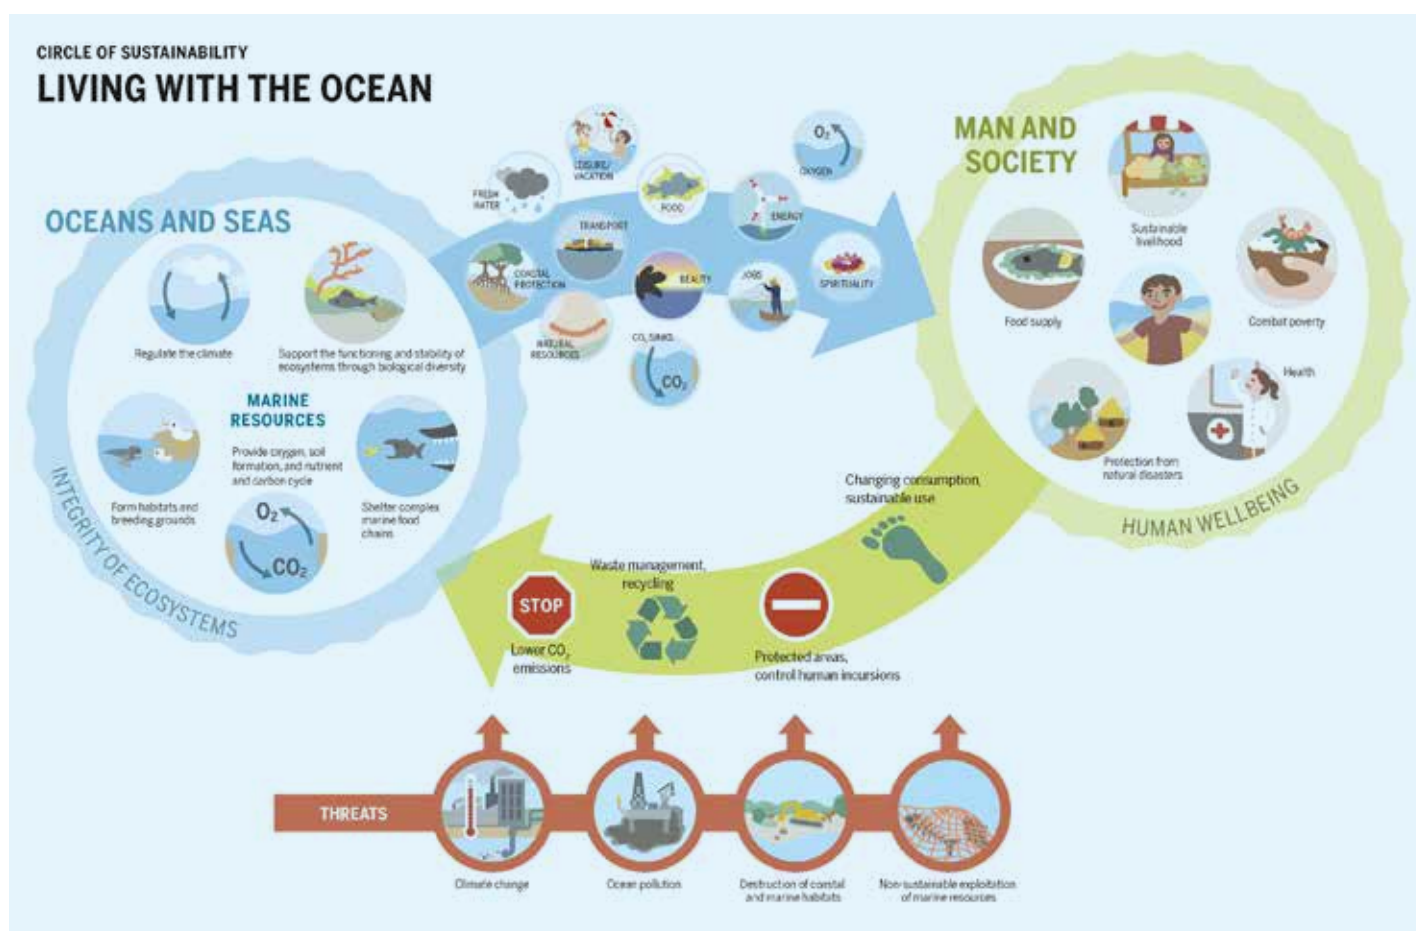 CIRCLE OF SUSTAINABILITY
LIVING WITH THE OCEAN
OCEANS AND SEAS
Regulate the climate
Support the functioning and stability of
ecosystems through biological diversity
MARINE
RESOURCES
Provide oxygen, soil
formation, and nutrient
and carbon cycle
O₂
CO₂
Form habitats and
breeding grounds
Shelter complex
marine food
chains
INTEGRITY OF ECOSYSTEMS
FRESH
WATER
LEISURE/
VACATION
FOOD
ENERGY
O₂
OXYGEN
COASTAL
PROTECTION
TRANSPORT
BEAUTY
JOBS
SPIRITUALITY
NATURAL
RESOURCES
CO₂ SINKS
CO₂
MAN AND
SOCIETY
Sustainable
livelihood
Food supply
Combat poverty
Health
Protection from
natural disasters
HUMAN WELLBEING
Changing consumption,
sustainable use
Waste management,
recycling
STOP
Lower CO₂
emissions
Protected areas,
control human incursions
THREATS
Climate change
Ocean pollution
Destruction of coastal
and marine habitats
Non-sustainable exploitation
of marine resources